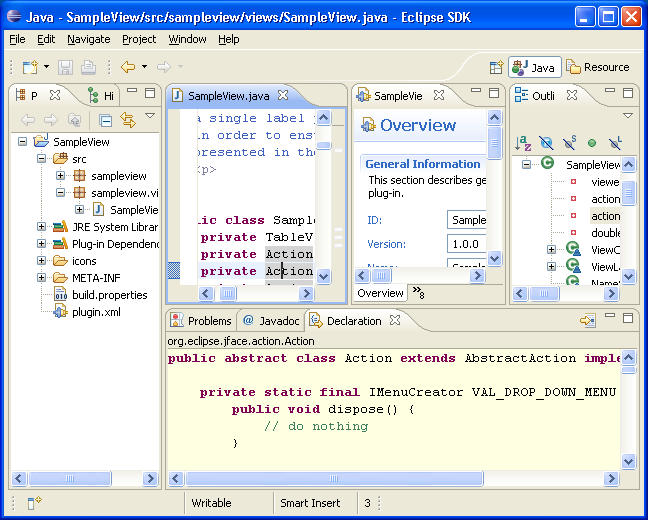 Java - SampleView/src/sampleview/views/SampleView.java - Eclipse SDK
File Edit Navigate Project Window Help
Java Resource
P Hi
SampleView
src
sampleview
sampleview.vi
SampleVie
JRE System Librar
Plug-in Dependenc
icons
META-INF
build.properties
plugin.xml
SampleView.java
a single label
in order to ens
presented in the
<p>
lic class Sampl
private TableV
private Action
private Action
SampleVie
Overview
General Information
This section describes ge
plug-in.
ID: Sample
Version: 1.0.0
Name: Sample
Overview »8
Outli
SampleView
viewe
action
action
double
ViewC
ViewL
NameS
Problems @ Javadoc Declaration
org.eclipse.jface.action.Action
public abstract class Action extends AbstractAction imple
private static final IMenuCreator VAL_DROP_DOWN_MENU
public void dispose() {
// do nothing
}
Writable Smart Insert 3